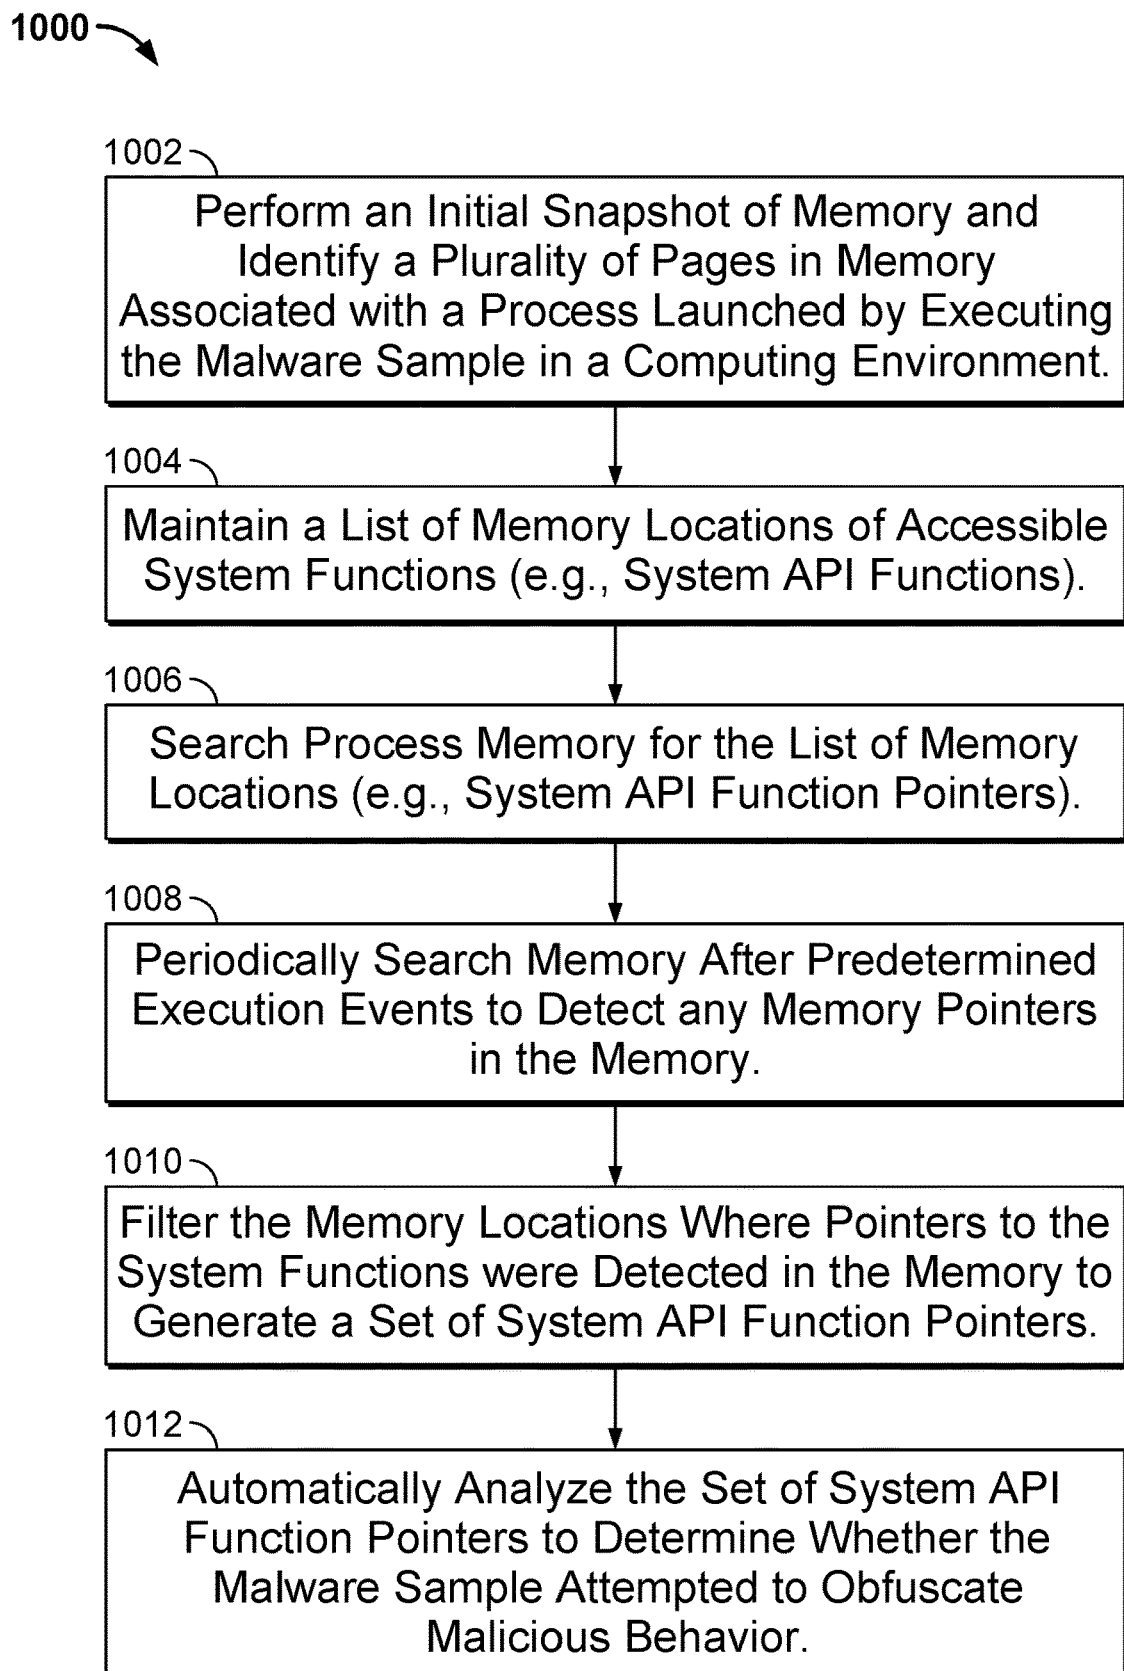 1000
1002
Perform an Initial Snapshot of Memory and
Identify a Plurality of Pages in Memory
Associated with a Process Launched by Executing
the Malware Sample in a Computing Environment.
1004
Maintain a List of Memory Locations of Accessible
System Functions (e.g., System API Functions).
1006
Search Process Memory for the List of Memory
Locations (e.g., System API Function Pointers).
1008
Periodically Search Memory After Predetermined
Execution Events to Detect any Memory Pointers
in the Memory.
1010
Filter the Memory Locations Where Pointers to the
System Functions were Detected in the Memory to
Generate a Set of System API Function Pointers.
1012
Automatically Analyze the Set of System API
Function Pointers to Determine Whether the
Malware Sample Attempted to Obfuscate
Malicious Behavior.